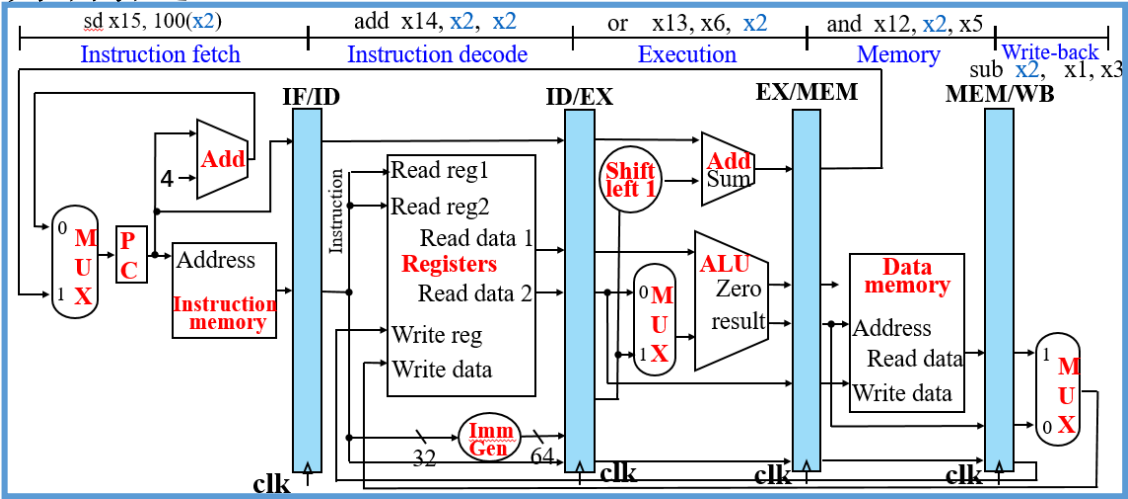 sd x15, 100(x2)
add x14, x2, x2
or x13, x6, x2
and x12, x2, x5
Instruction fetch
Instruction decode
Execution
Memory
Write-back
sub x2, x1, x3
IF/ID
ID/EX
EX/MEM
MEM/WB
Add
4
0
M
U
X
1
P
C
Address
Instruction
memory
Instruction
Read reg1
Read reg2
Read data 1
Registers
Read data 2
Write reg
Write data
Imm
Gen
32
64
Shift
left 1
Add
Sum
0
M
U
1 X
ALU
Zero
result
Data
memory
Address
Read data
Write data
1
M
U
0 X
clk
clk
clk
clk